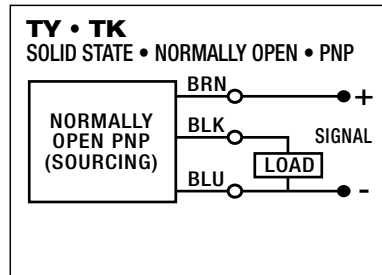 TY • TK
SOLID STATE • NORMALLY OPEN • PNP
BRN
+
NORMALLY
OPEN PNP
(SOURCING)
BLK
SIGNAL
LOAD
BLU
-